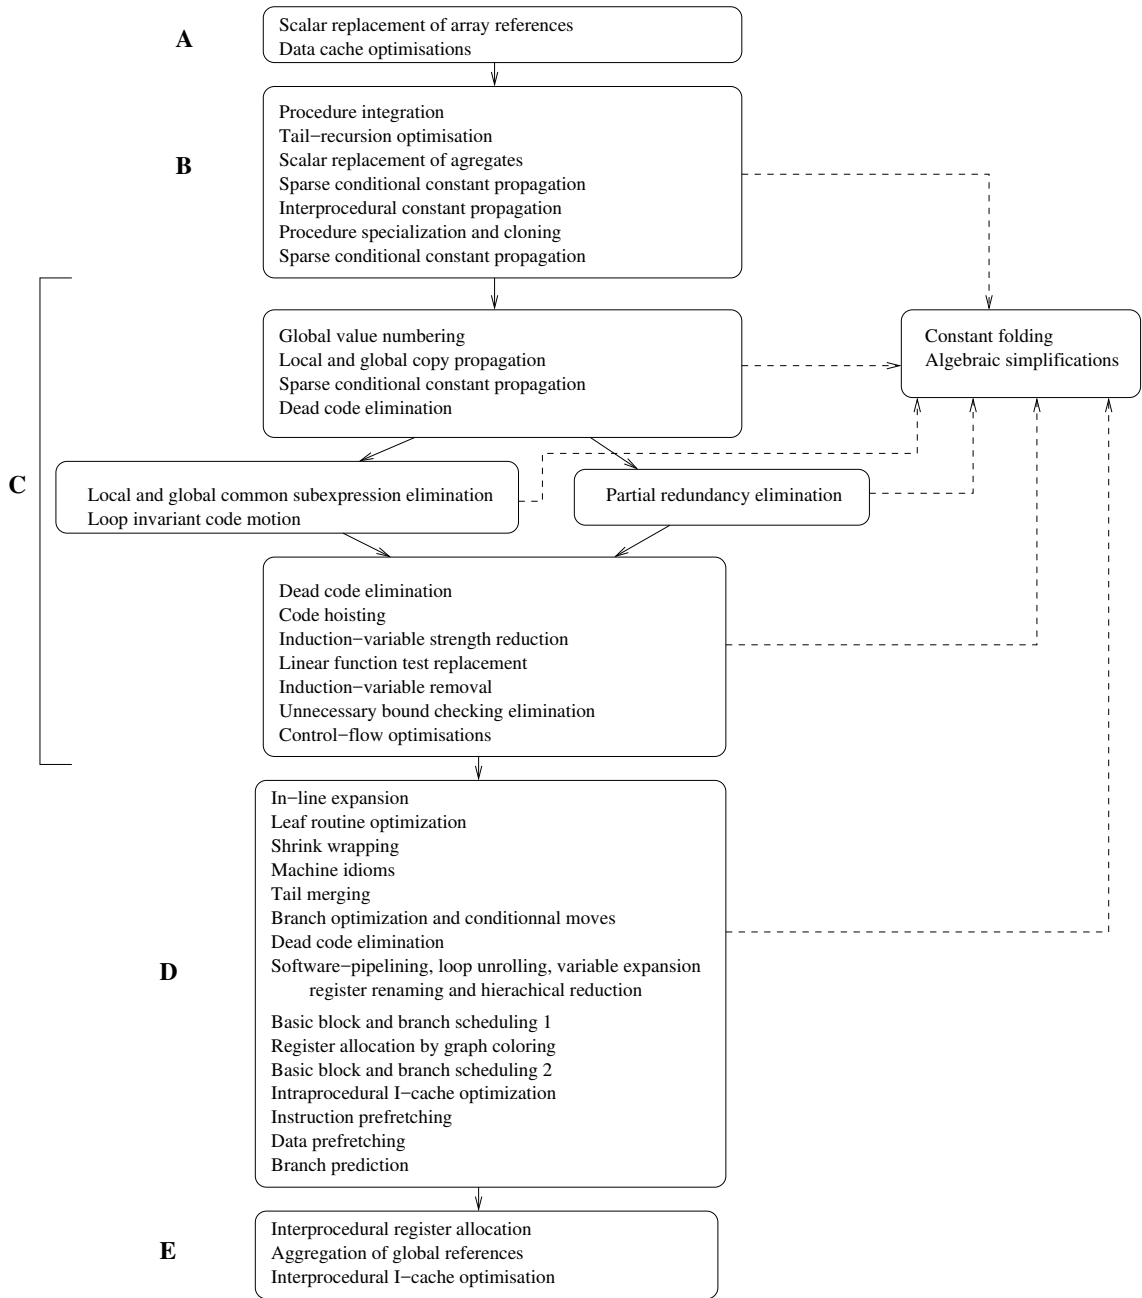 A
Scalar replacement of array references
Data cache optimisations
B
Procedure integration
Tail−recursion optimisation
Scalar replacement of agregates
Sparse conditional constant propagation
Interprocedural constant propagation
Procedure specialization and cloning
Sparse conditional constant propagation
C
Global value numbering
Local and global copy propagation
Sparse conditional constant propagation
Dead code elimination
Constant folding
Algebraic simplifications
Local and global common subexpression elimination
Loop invariant code motion
Partial redundancy elimination
Dead code elimination
Code hoisting
Induction−variable strength reduction
Linear function test replacement
Induction−variable removal
Unnecessary bound checking elimination
Control−flow optimisations
D
In−line expansion
Leaf routine optimization
Shrink wrapping
Machine idioms
Tail merging
Branch optimization and conditionnal moves
Dead code elimination
Software−pipelining, loop unrolling, variable expansion
register renaming and hierachical reduction
Basic block and branch scheduling 1
Register allocation by graph coloring
Basic block and branch scheduling 2
Intraprocedural I−cache optimization
Instruction prefretching
Data prefretching
Branch prediction
E
Interprocedural register allocation
Aggregation of global references
Interprocedural I−cache optimisation